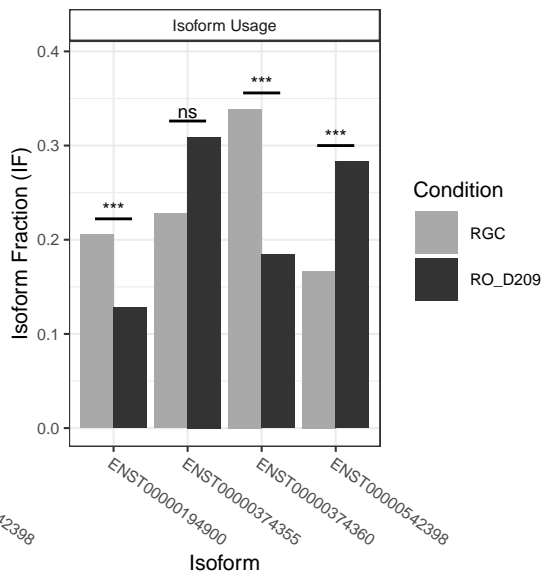 Isoform Usage
0.4
0.3
0.2
0.1
0.0
Isoform Fraction (IF)
***
ns
***
***
Condition
RGC
RO_D209
42398
ENST00000194900
ENST00000374355
ENST00000374360
ENST00000542398
Isoform